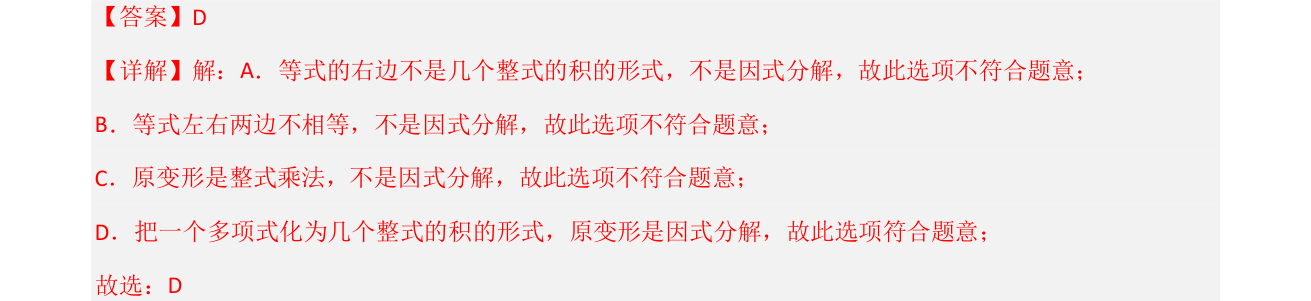 【答案】D
【详解】解：A．等式的右边不是几个整式的积的形式，不是因式分解，故此选项不符合题意；
B．等式左右两边不相等，不是因式分解，故此选项不符合题意；
C．原变形是整式乘法，不是因式分解，故此选项不符合题意；
D．把一个多项式化为几个整式的积的形式，原变形是因式分解，故此选项符合题意；
故选：D